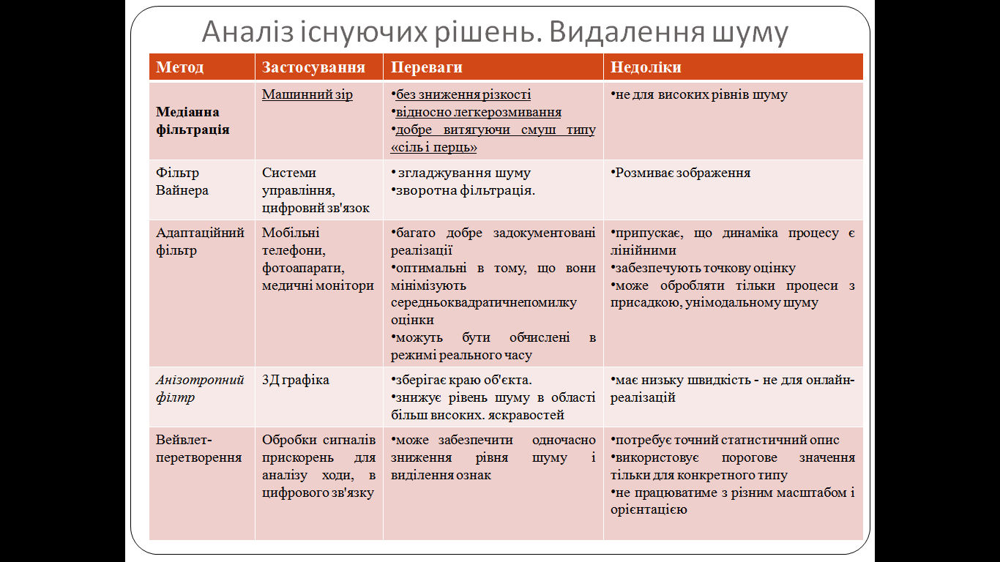 Аналіз існуючих рішень. Видалення шуму
Метод
Застосування
Переваги
Недоліки
Медіанна
фільтрація
Машинний зір
•без зниження різкості
•відносно легкерозмивання
•добре витягуючи смуш типу
«сіль і перць»
•не для високих рівнів шуму
Фільтр
Вайнера
Системи
управління,
цифровий зв'язок
• згладжування шуму
•зворотна фільтрація.
•Розмиває зображення
Адаптаційний
фільтр
Мобільні
телефони,
фотоапарати,
медичні монітори
•багато добре задокументовані
реалізації
•оптимальні в тому, що вони
мінімізують
середньоквадратичнепомилку
оцінки
•можуть бути обчислені в
режимі реального часу
•припускає, що динаміка процесу є
лінійними
•забезпечують точкову оцінку
•може обробляти тільки процеси з
присадкою, унімодальному шуму
Анізотропний
філтр
3Д графіка
•зберігає краю об'єкта.
•знижує рівень шуму в області
більш високих. яскравостей
•має низьку швидкість - не для онлайн-
реалізацій
Вейвлет-
перетворення
Обробки сигналів
прискорень для
аналізу ходи, в
цифрового зв'язку
•може забезпечити одночасно
зниження рівня шуму і
виділення ознак
•потребує точний статистичний опис
•використовує порогове значення
тільки для конкретного типу
•не працюватиме з різним масштабом і
орієнтацією